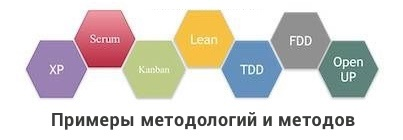 XP
Scrum
Kanban
Lean
TDD
FDD
Open
UP
Примеры методологий и методов